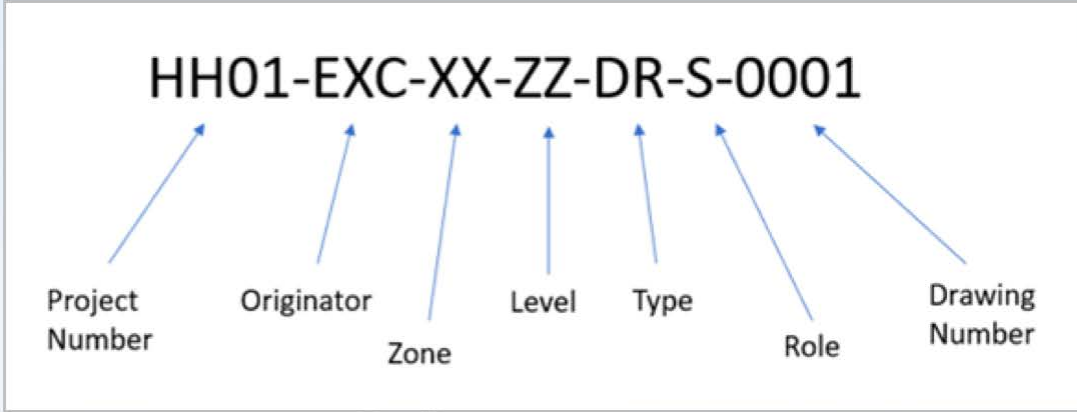 HH01-EXC-XX-ZZ-DR-S-0001
Project
Number
Originator
Zone
Level
Type
Role
Drawing
Number